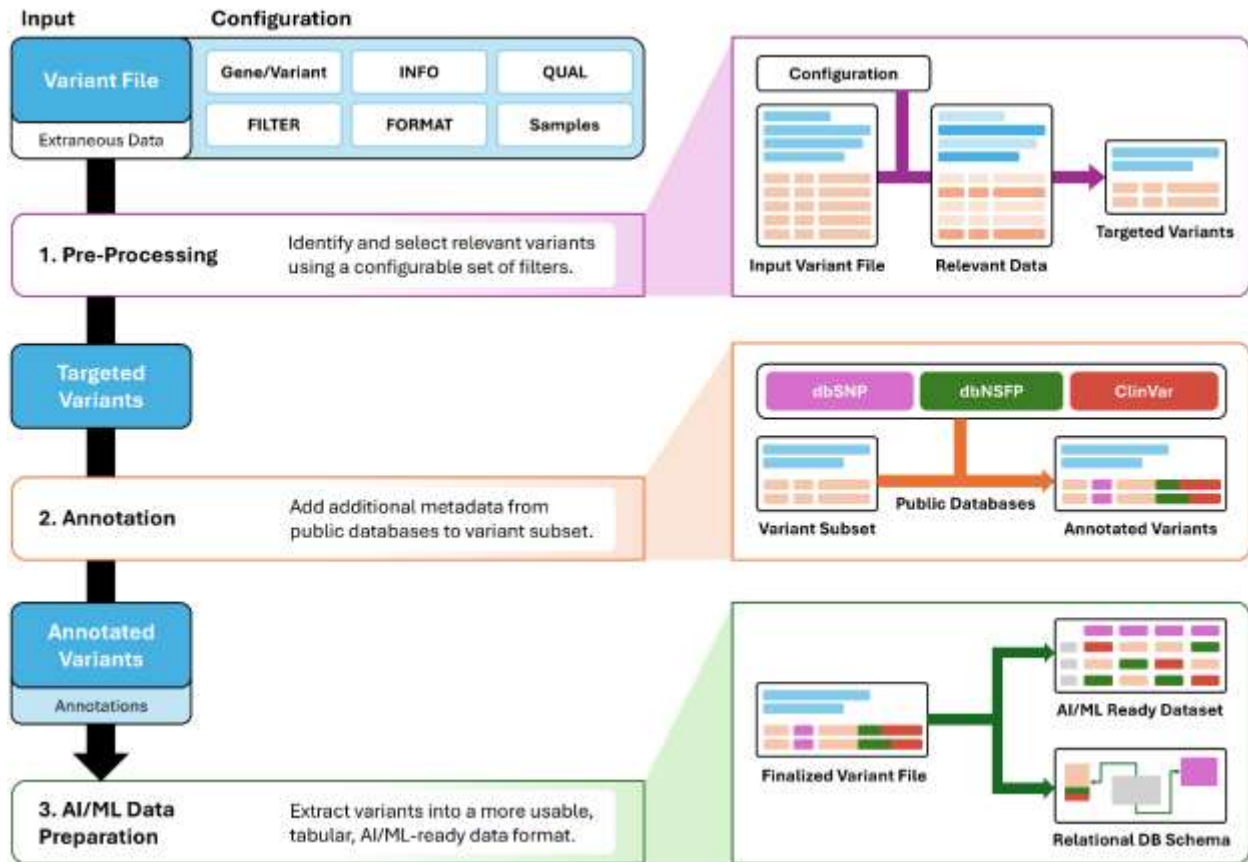 Input
Configuration
Variant File
Extraneous Data
Gene/Variant
INFO
QUAL
FILTER
FORMAT
Samples
1. Pre-Processing
Identify and select relevant variants
using a configurable set of filters.
Configuration
Input Variant File
Relevant Data
Targeted Variants
Targeted
Variants
2. Annotation
Add additional metadata from
public databases to variant subset.
dbSNP
dbNSFP
ClinVar
Public Databases
Variant Subset
Annotated Variants
Annotated
Variants
Annotations
3. AI/ML Data
Preparation
Extract variants into a more usable,
tabular, AI/ML-ready data format.
Finalized Variant File
AI/ML Ready Dataset
Relational DB Schema